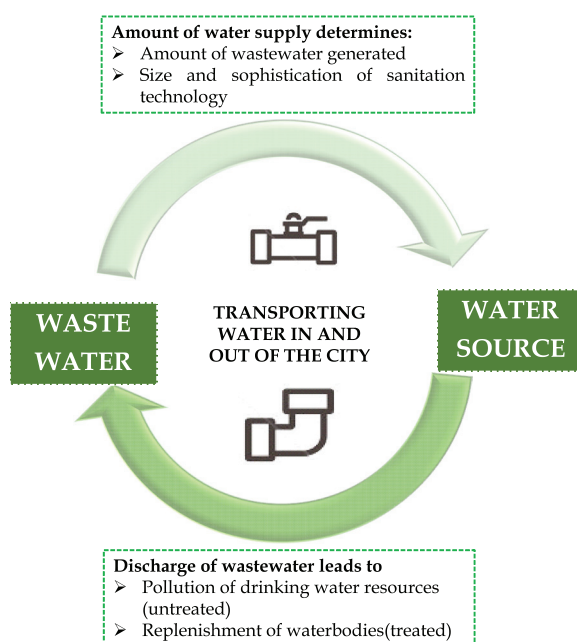 Amount of water supply determines:
➢ Amount of wastewater generated
➢ Size and sophistication of sanitation
technology
TRANSPORTING
WATER IN AND
OUT OF THE CITY
WASTE
WATER
WATER
SOURCE
Discharge of wastewater leads to
➢ Pollution of drinking water resources
(untreated)
➢ Replenishment of waterbodies(treated)